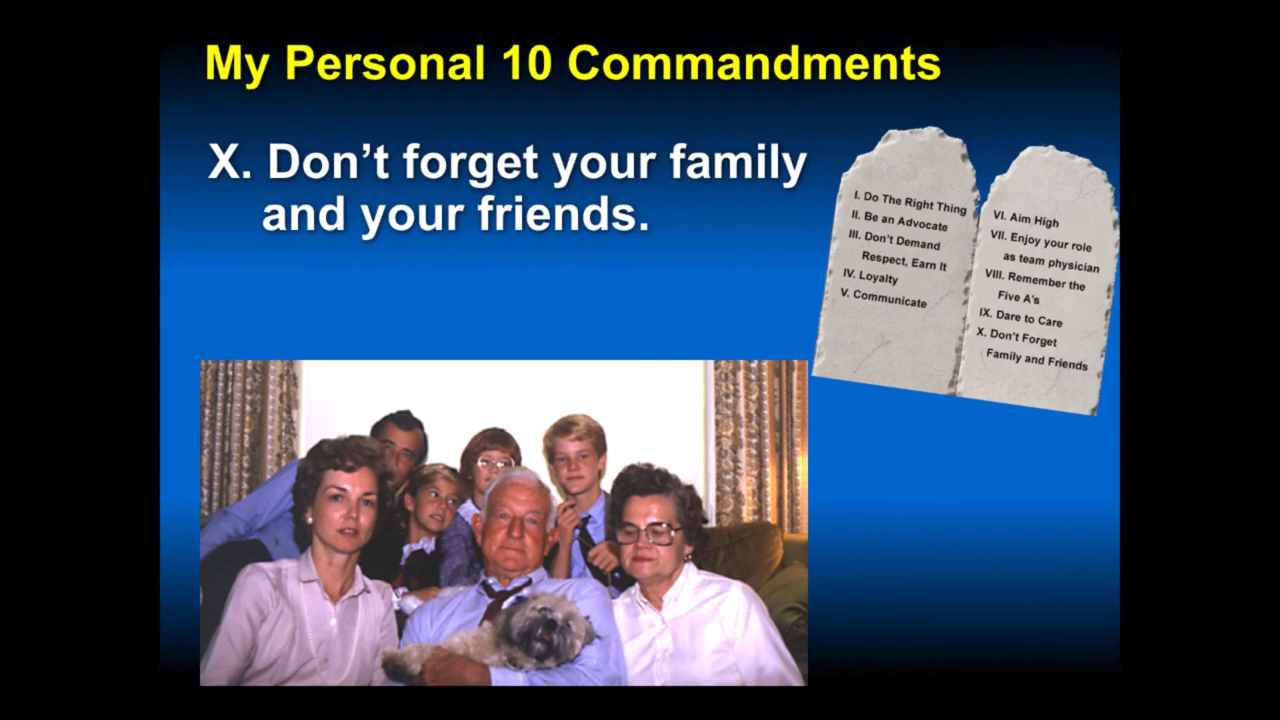 My Personal 10 Commandments
X. Don’t forget your family
and your friends.
I. Do The Right Thing
II. Be an Advocate
III. Don’t Demand
Respect, Earn It
IV. Loyalty
V. Communicate
VI. Aim High
VII. Enjoy your role
as team physician
VIII. Remember the
Five A’s
IX. Dare to Care
X. Don’t Forget
Family and Friends